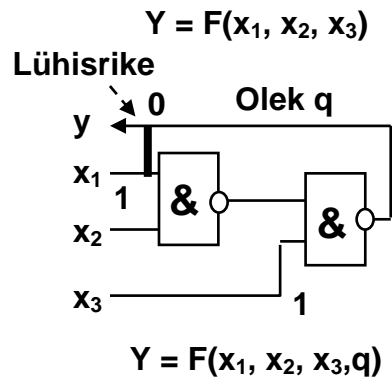 Y = F(x₁, x₂, x₃)
Lühisrike
0
Olek q
y
x₁
1
&
x₂
&
x₃
1
Y = F(x₁, x₂, x₃,q)